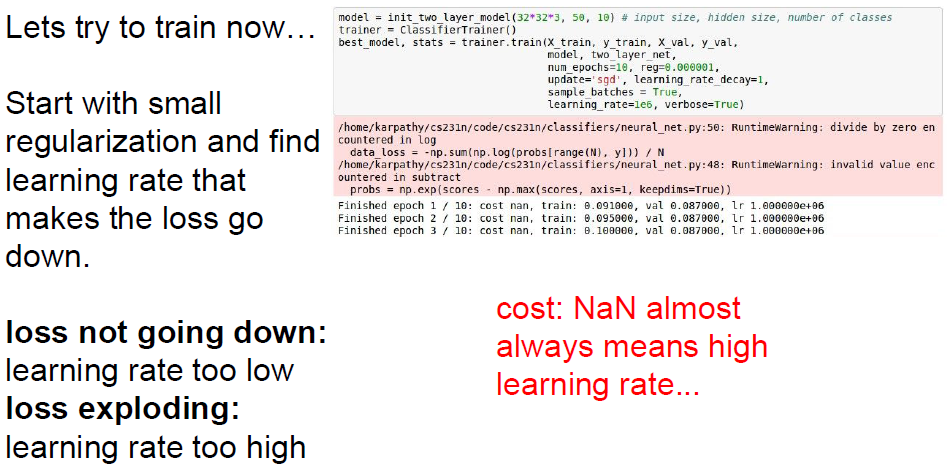 Lets try to train now…
Start with small
regularization and find
learning rate that
makes the loss go
down.
loss not going down:
learning rate too low
loss exploding:
learning rate too high
model = init_two_layer_model(32*32*3, 50, 10) # input size, hidden size, number of classes
trainer = ClassifierTrainer()
best_model, stats = trainer.train(X_train, y_train, X_val, y_val,
model, two_layer_net,
num_epochs=10, reg=0.000001,
update='sgd', learning_rate_decay=1,
sample_batches = True,
learning_rate=1e6, verbose=True)
/home/karpathy/cs231n/code/cs231n/classifiers/neural_net.py:50: RuntimeWarning: divide by zero en
countered in log
data_loss = -np.sum(np.log(probs[range(N), y])) / N
/home/karpathy/cs231n/code/cs231n/classifiers/neural_net.py:48: RuntimeWarning: invalid value enc
ountered in subtract
probs = np.exp(scores - np.max(scores, axis=1, keepdims=True))
Finished epoch 1 / 10: cost nan, train: 0.091000, val 0.087000, lr 1.000000e+06
Finished epoch 2 / 10: cost nan, train: 0.095000, val 0.087000, lr 1.000000e+06
Finished epoch 3 / 10: cost nan, train: 0.100000, val 0.087000, lr 1.000000e+06
cost: NaN almost
always means high
learning rate...